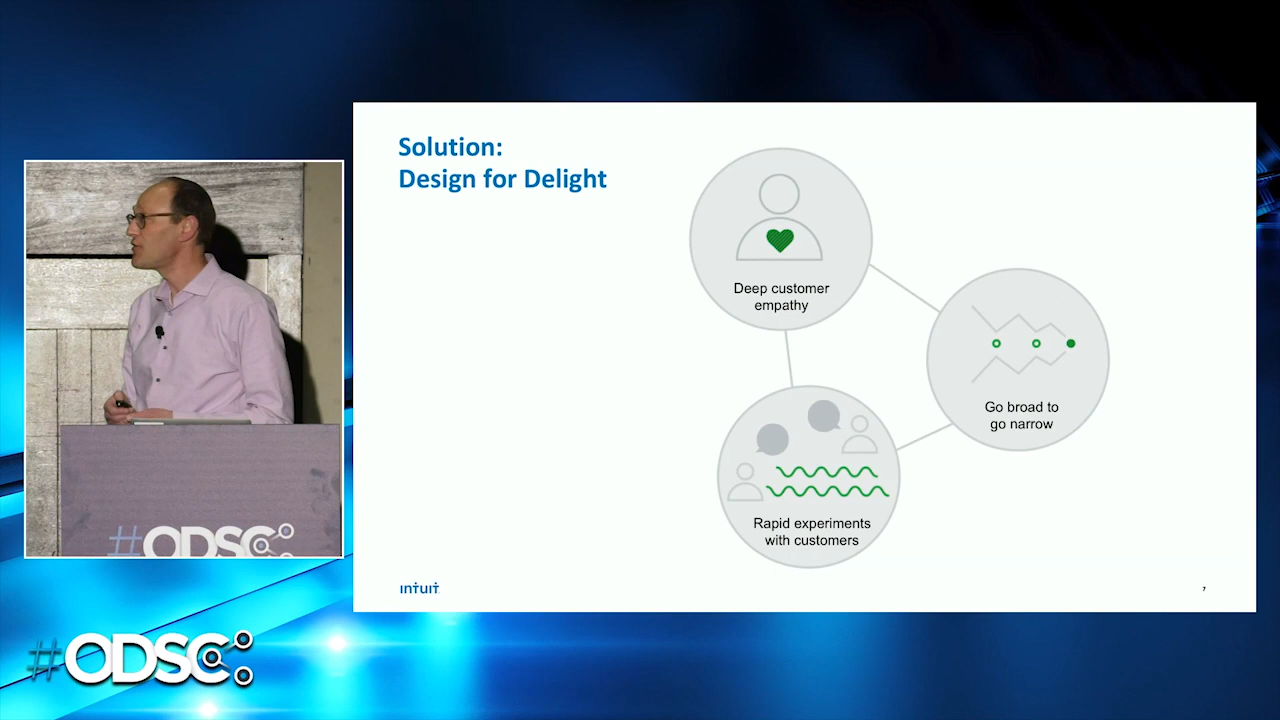 Solution:
Design for Delight
Deep customer
empathy
Go broad to
go narrow
Rapid experiments
with customers
ıntuıt
7
#ODSC
#ODSC